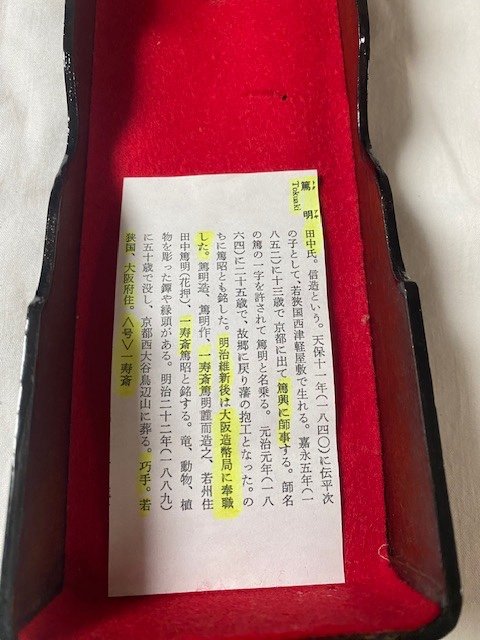 篤明 トクアキ Tokuaki 田中氏。信造という。天保十一年(一八四〇)に伝平次
の子として、若狭国西津軽屋敷で生れる。嘉永五年(一
八五二)に十三歳で京都に出て篤興に師事する。師名
の篤の一字を許されて篤明と名乗る。元治元年(一八
六四)に二十五歳で、故郷に戻り藩の抱工となった。の
ちに篤昭とも銘した。明治維新後は大阪造幣局に奉職
した。篤明造、篤明作、一寿斎篤明謹而造之、若州住
田中篤明(花押)、一寿斎篤昭と銘する。竜、動物、植
物を彫った鐔や縁頭がある。明治二十二年(一八八九)
に五十歳で没し、京都西大谷鳥辺山に葬る。巧手。若
狭国、大阪府住。〈号〉一寿斎